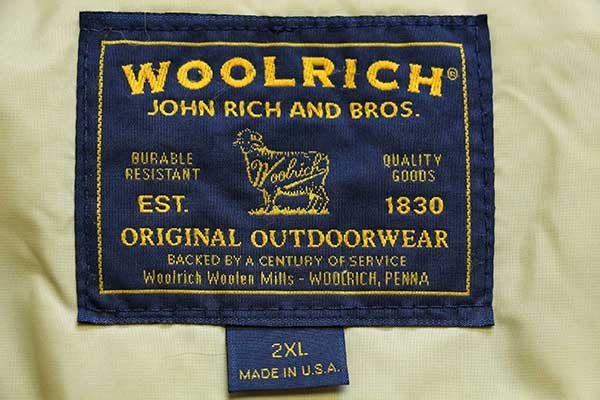 WOOLRICH®
JOHN RICH AND BROS.
DURABLE
RESISTANT
Woolrich
QUALITY
GOODS
EST. 1830
ORIGINAL OUTDOORWEAR
BACKED BY A CENTURY OF SERVICE
Woolrich Woolen Mills - WOOLRICH, PENNA
2XL
MADE IN U.S.A.